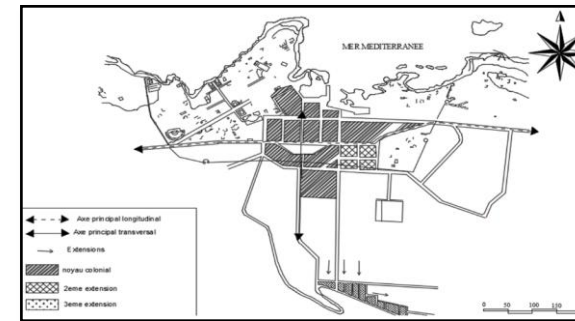 MER MEDITERRANEE
Axe principal longitudinal
Axe principal transversal
Extensions
noyau colonial
2eme extension
3eme extension
0 50 100 150